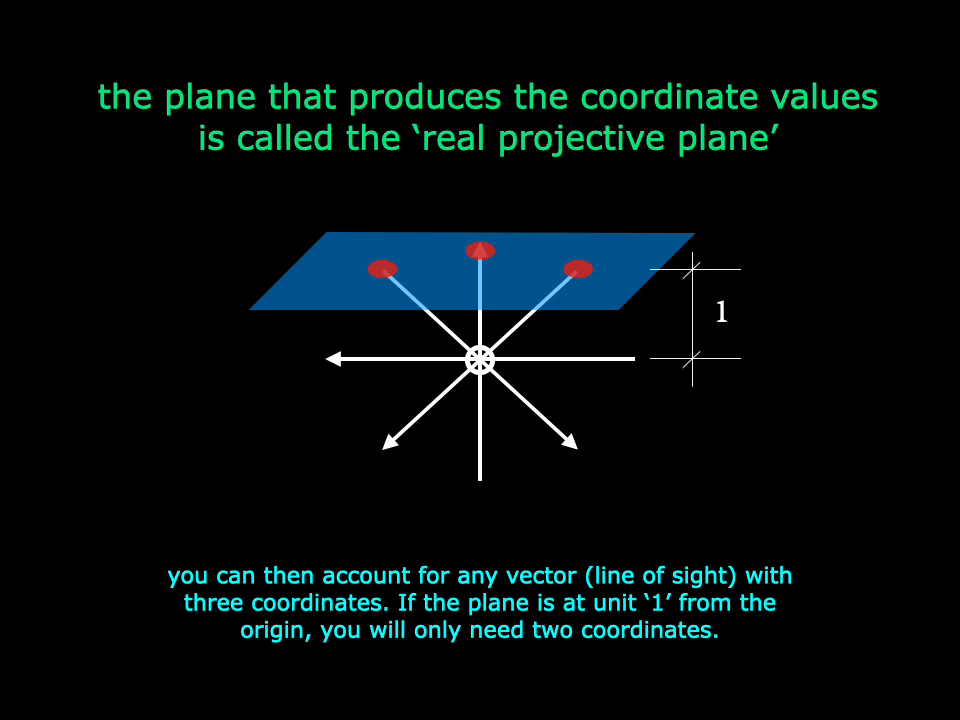 the plane that produces the coordinate values
is called the ‘real projective plane’
1
you can then account for any vector (line of sight) with
three coordinates. If the plane is at unit ‘1’ from the
origin, you will only need two coordinates.